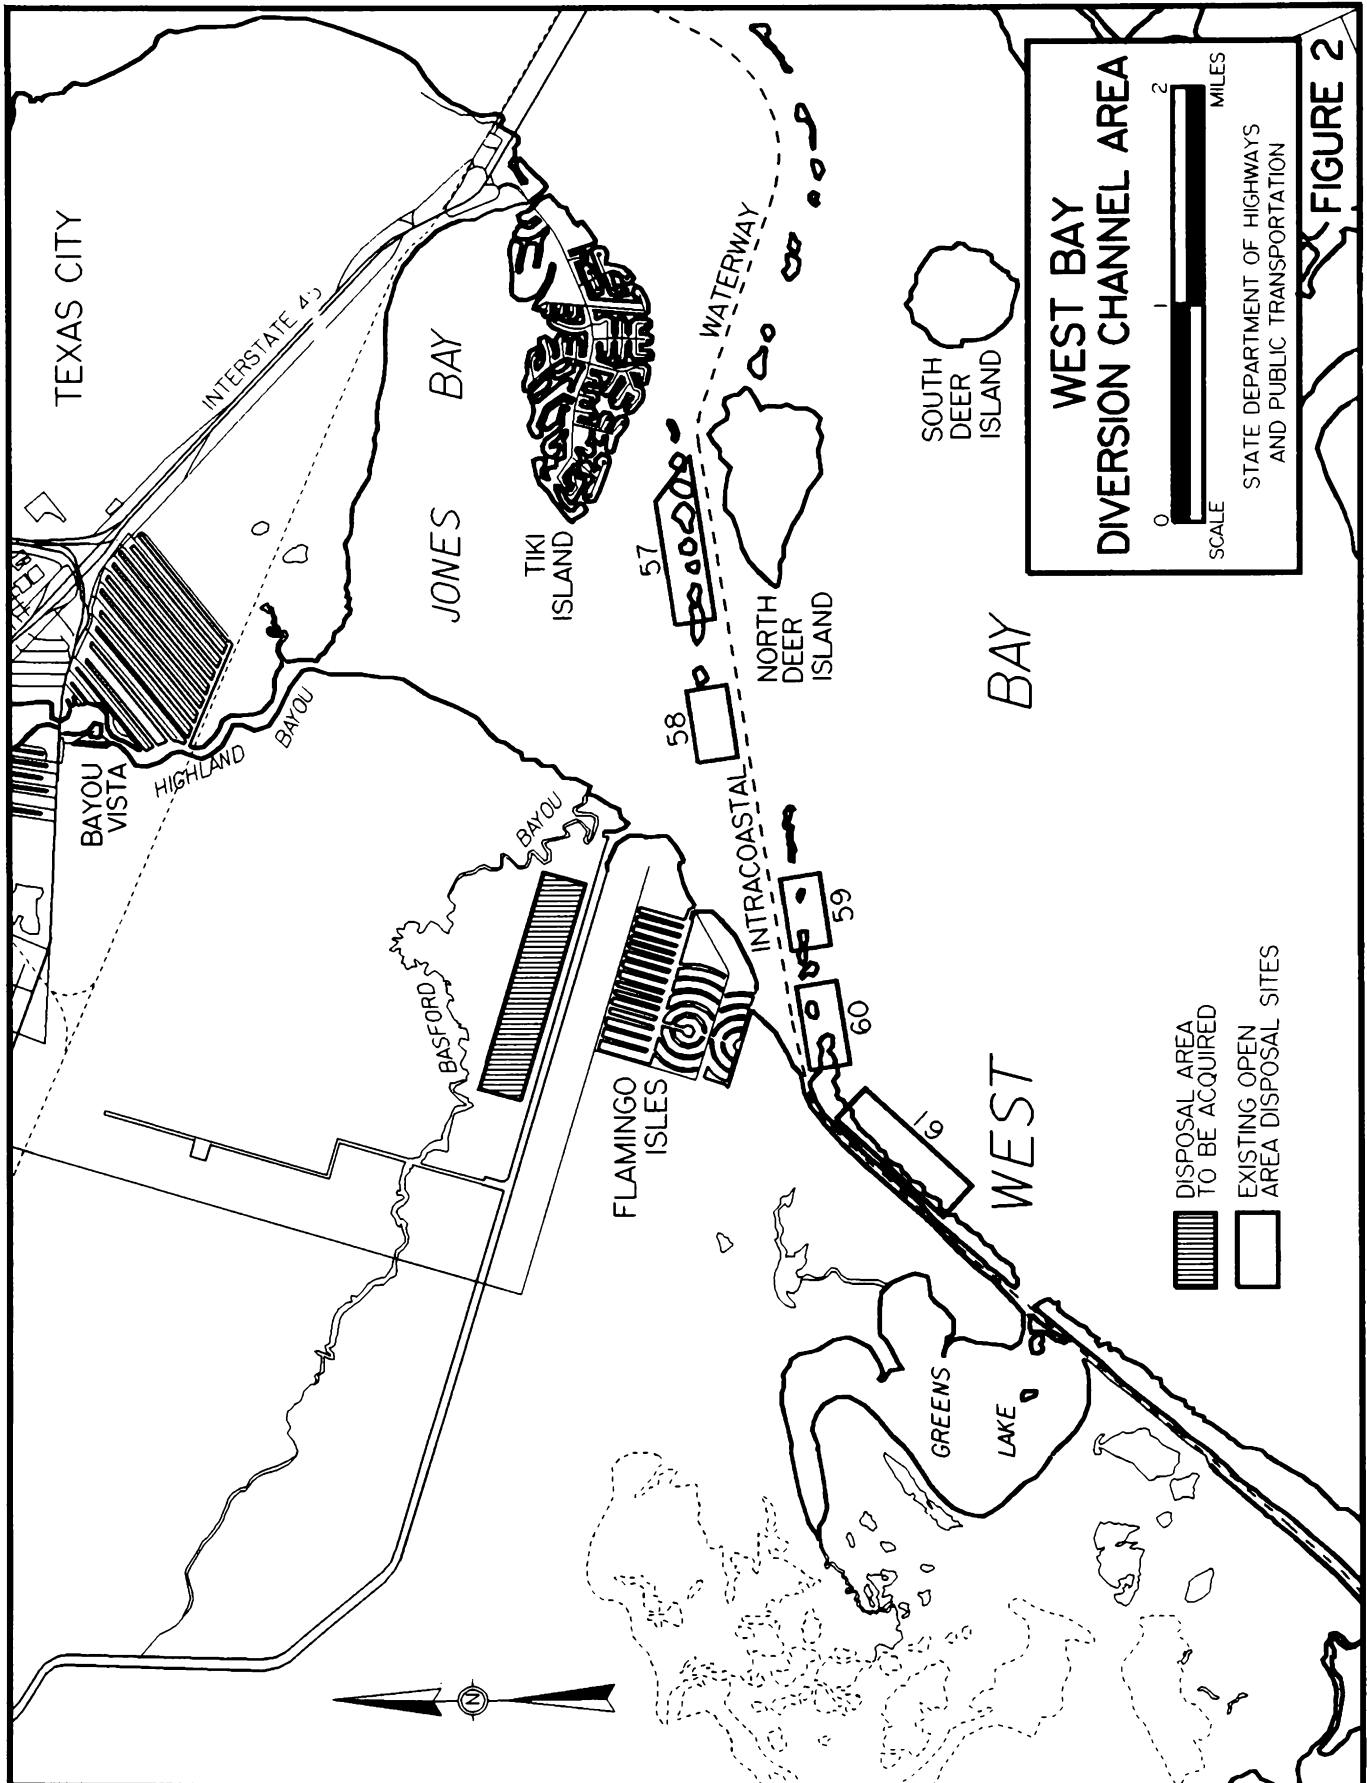 TEXAS CITY
INTERSTATE 45
BAYOU
VISTA
HIGHLAND
BAYOU
JONES BAY
BASFORD
BAYOU
TIKI
ISLAND
FLAMINGO
ISLES
57
58
INTRACOASTAL
WATERWAY
NORTH
DEER
ISLAND
59
60
61
SOUTH
DEER
ISLAND
GREENS
LAKE
WEST BAY
N
DISPOSAL AREA
TO BE ACQUIRED
EXISTING OPEN
AREA DISPOSAL SITES
WEST BAY
DIVERSION CHANNEL AREA
0 1 2
SCALE MILES
STATE DEPARTMENT OF HIGHWAYS
AND PUBLIC TRANSPORTATION
FIGURE 2